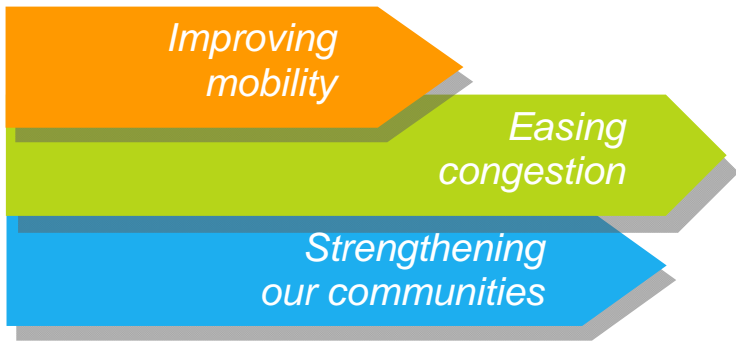 Improving
mobility
Easing
congestion
Strengthening
our communities